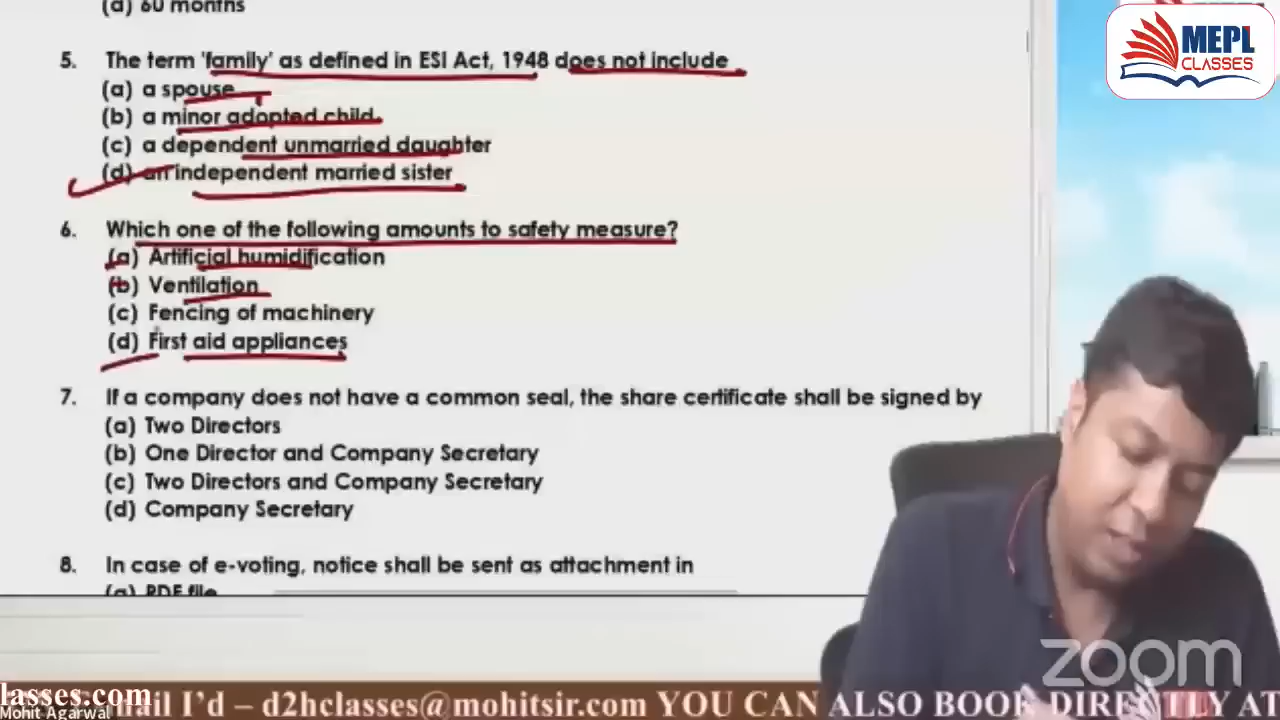 (d) 60 months
5. The term 'family' as defined in ESI Act, 1948 does not include
(a) a spouse
(b) a minor adopted child
(c) a dependent unmarried daughter
(d) an independent married sister
6. Which one of the following amounts to safety measure?
(a) Artificial humidification
(b) Ventilation
(c) Fencing of machinery
(d) First aid appliances
7. If a company does not have a common seal, the share certificate shall be signed by
(a) Two Directors
(b) One Director and Company Secretary
(c) Two Directors and Company Secretary
(d) Company Secretary
8. In case of e-voting, notice shall be sent as attachment in
(a) PDF file
MEPL
CLASSES
zoom
lasses.com
ail I'd – d2hclasses@mohitsir.com YOU CAN ALSO BOOK DIRECTLY AT
Mohit Agarwal